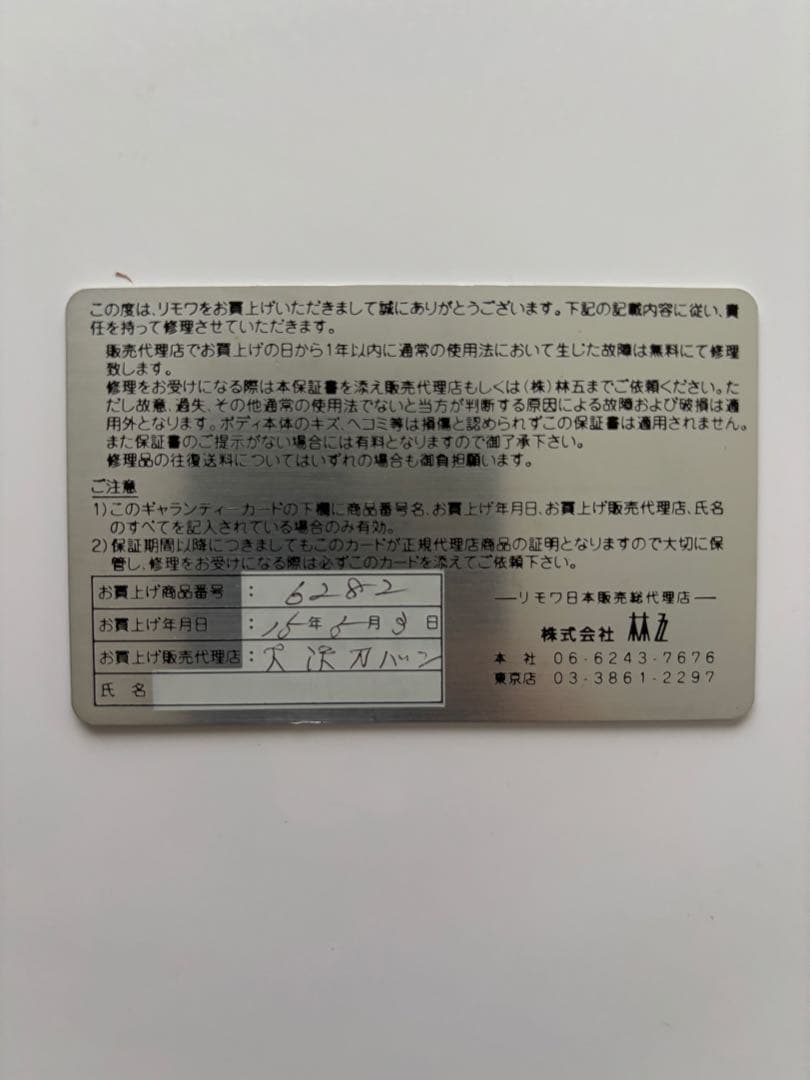 この度は、リモワをお買上げいただきまして誠にありがとうございます。下記の記載内容に従い、責
任を持って修理させていただきます。
販売代理店でお買上げの日から1年以内に通常の使用法において生じた故障は無料にて修理
致します。
修理をお受けになる際は本保証書を添え販売代理店もしくは(株)林五までご依頼ください。た
だし故意、過失、その他通常の使用法でないと当方が判断する原因による故障および破損は適
用外となります。ボディ本体のキズ、ヘコミ等は損傷と認められずこの保証書は適用されません。
また保証書のご提示がない場合には有料となりますので御了承下さい。
修理品の往復送料についてはいずれの場合も御負担願います。
ご注意
1)このギャランティーカードの下欄に商品番号名、お買上げ年月日、お買上げ販売代理店、氏名
のすべてを記入されている場合のみ有効。
2)保証期間以降につきましてもこのカードが正規代理店商品の証明となりますので大切に保
管し、修理をお受けになる際は必ずこのカードを添えてご依頼下さい。
お買上げ商品番号 : 6282
お買上げ年月日 : 年 月 日
お買上げ販売代理店 : カバン
氏 名
リモワ日本販売総代理店
株式会社 林五
本 社 06-6243-7676
東京店 03-3861-2297